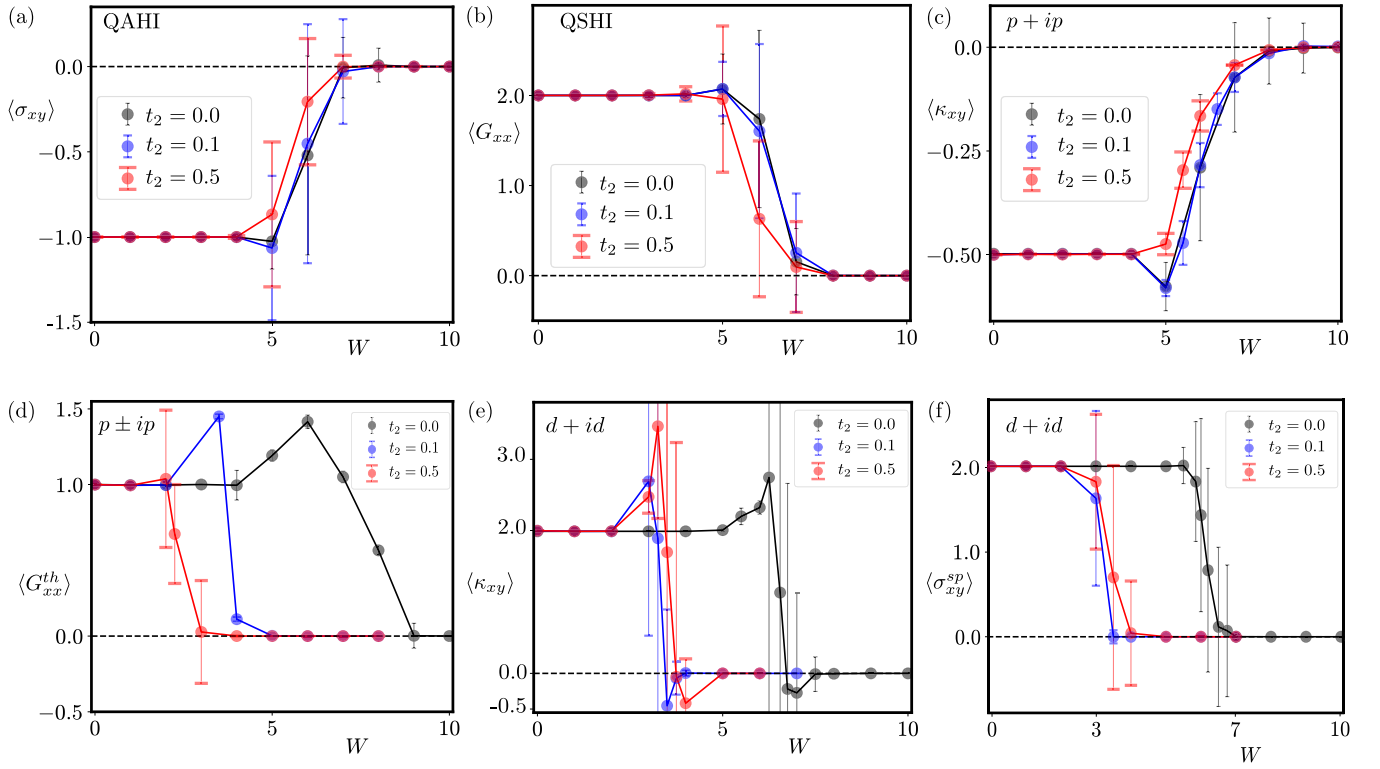 (a)
QAHI
0.0
⟨σxy⟩
t2 = 0.0
t2 = 0.1
t2 = 0.5
−0.5
−1.0
-1.5
0
5
W
10
(b)
QSHI
2.0
⟨Gxx⟩
t2 = 0.0
t2 = 0.1
t2 = 0.5
1.0
0.0
0
5
W
10
(c)
p + ip
0.0
⟨κxy⟩
t2 = 0.0
t2 = 0.1
t2 = 0.5
−0.25
−0.50
0
5
W
10
(d)
1.5
p ± ip
t2 = 0.0
t2 = 0.1
t2 = 0.5
1.0
⟨Gxx^th⟩
0.0
−0.5
0
5
W
10
(e)
d + id
t2 = 0.0
t2 = 0.1
t2 = 0.5
3.0
2.0
⟨κxy⟩
0.0
-0.5
0
5
W
10
(f)
d + id
t2 = 0.0
t2 = 0.1
t2 = 0.5
2.0
1.0
⟨σxy^sp⟩
0.0
0
3
7
W
10